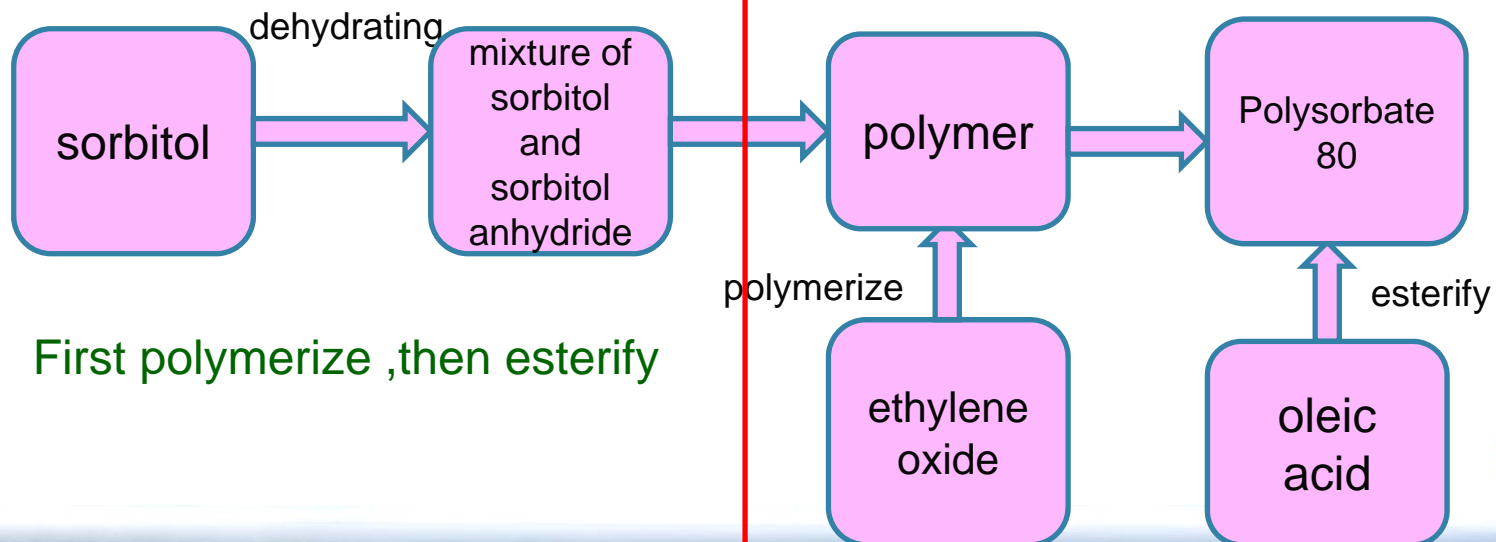 dehydrating
sorbitol
mixture of
sorbitol
and
sorbitol
anhydride
polymer
Polysorbate
80
polymerize
esterify
First polymerize ,then esterify
ethylene
oxide
oleic
acid